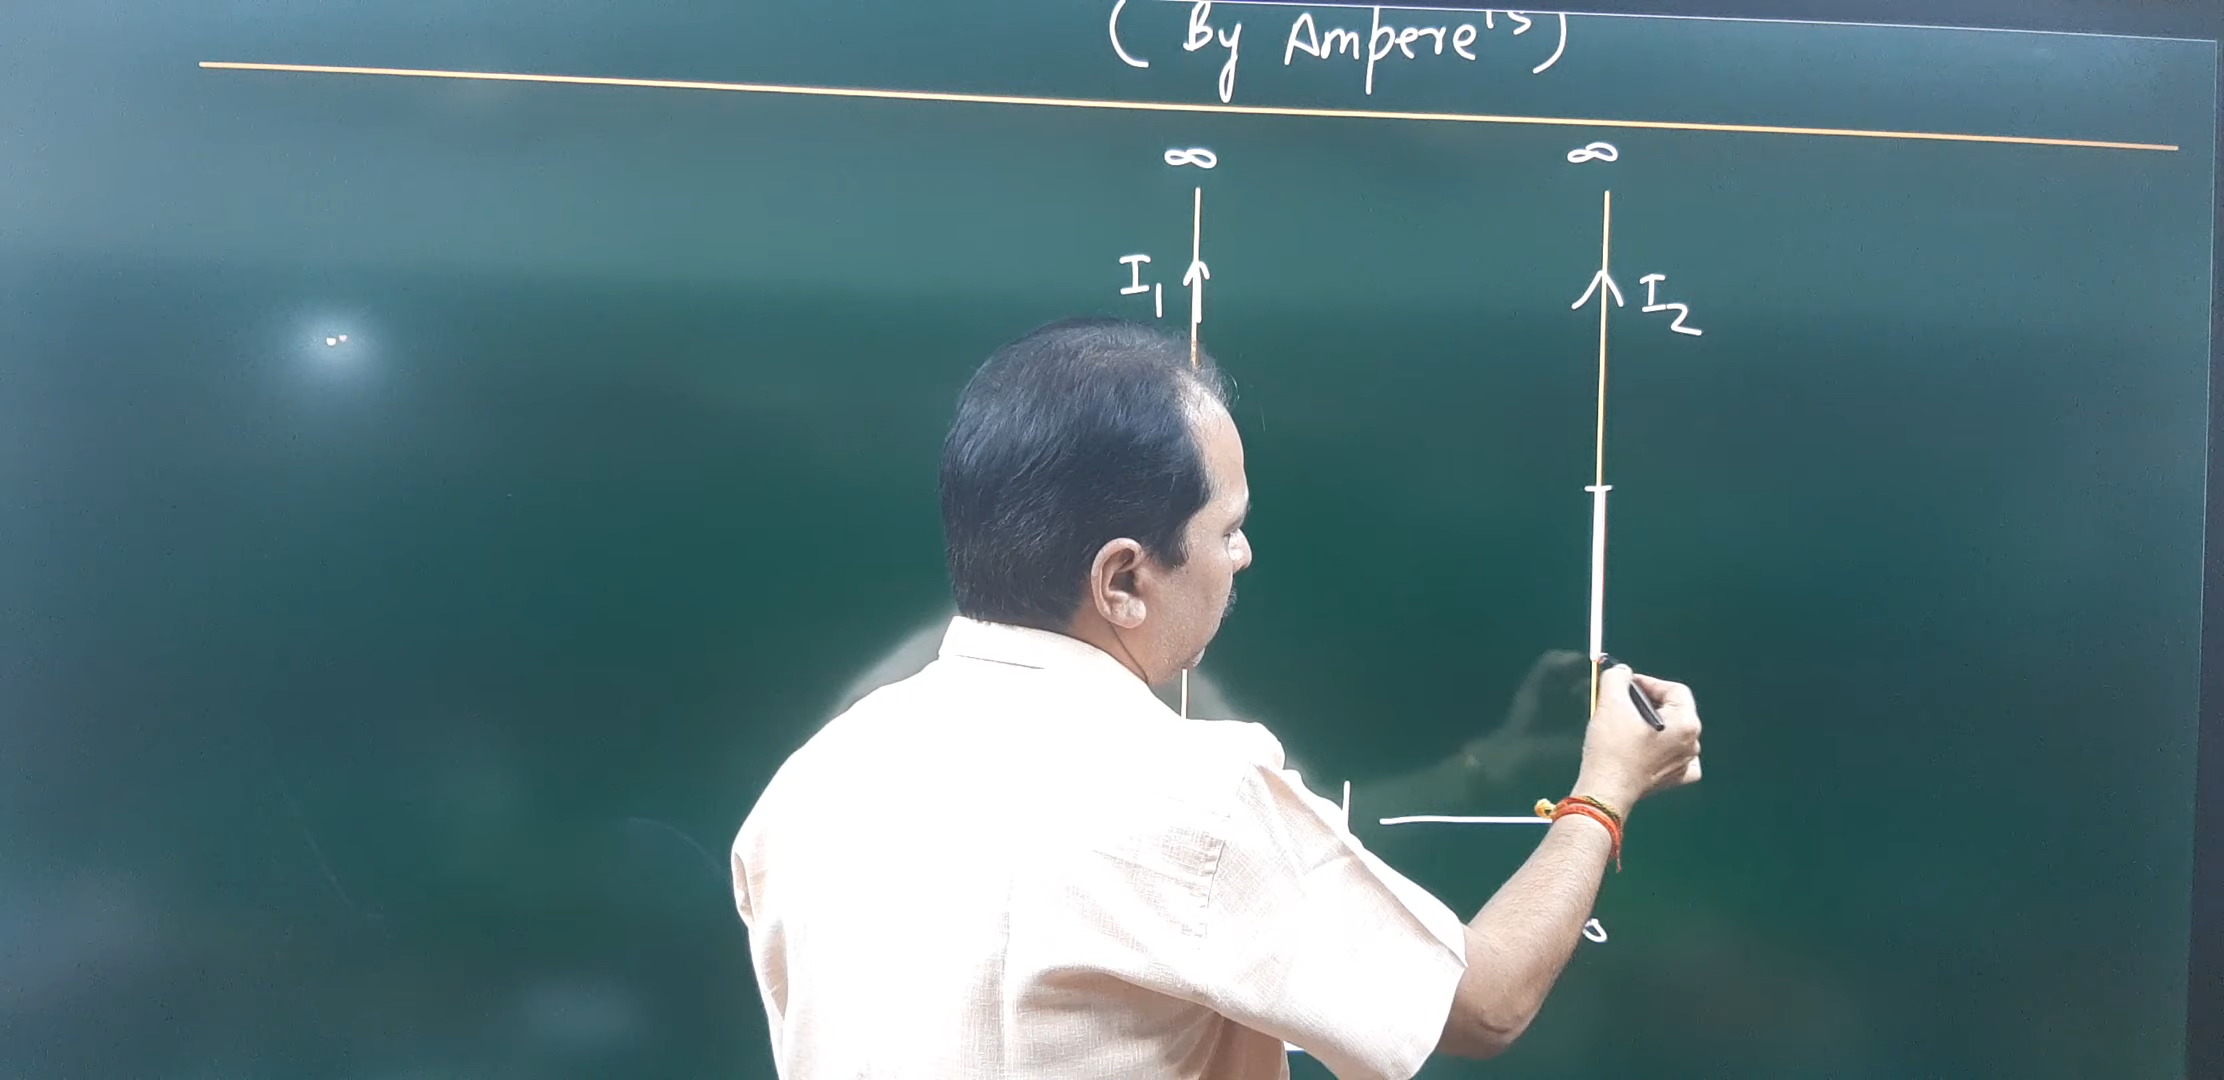 (By Ampere's)
∞ ∞
I₁ I₂